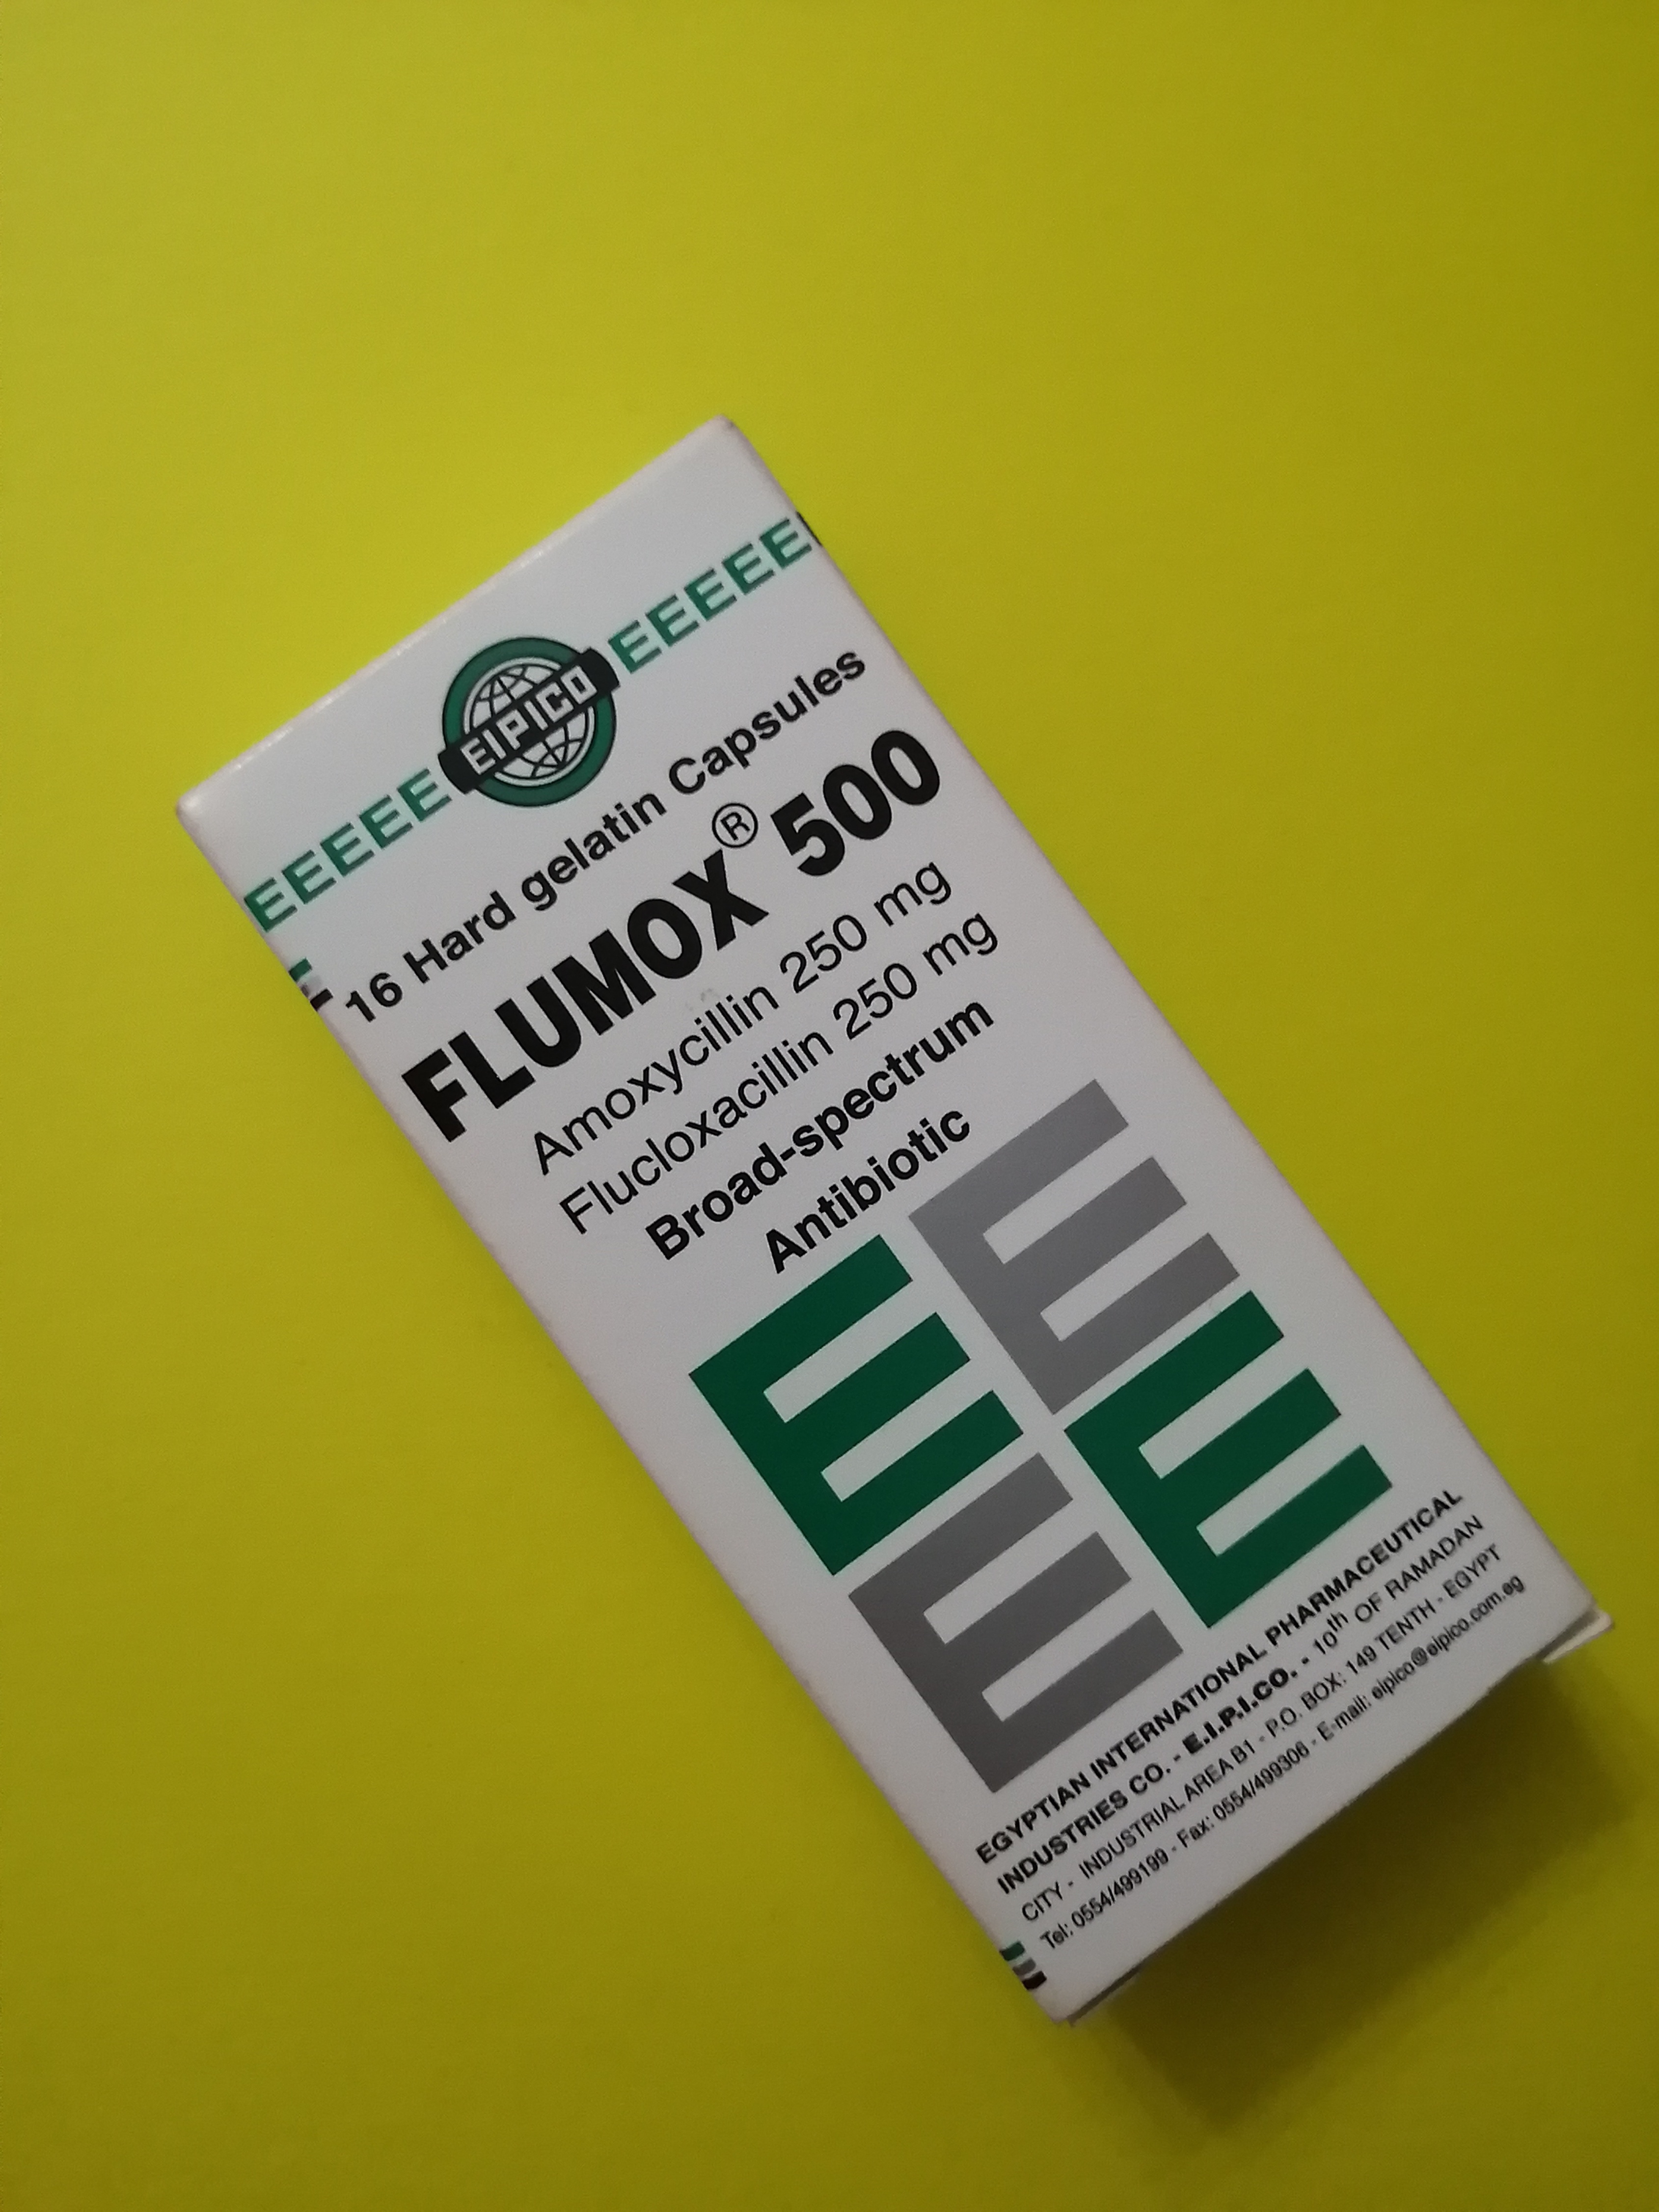 EEEEE EIPICO EEEEE
16 Hard gelatin Capsules
FLUMOX® 500
Amoxycillin 250 mg
Flucloxacillin 250 mg
Broad-spectrum
Antibiotic
E E
E E
EGYPTIAN INTERNATIONAL PHARMACEUTICAL
INDUSTRIES CO. - E.I.P.I.CO. - 10th OF RAMADAN
CITY - INDUSTRIAL AREA B1 - P.O. BOX: 149 TENTH - EGYPT
Tel: 0554/499199 - Fax: 0554/499306 - E-mail: eipico@eipico.com.eg